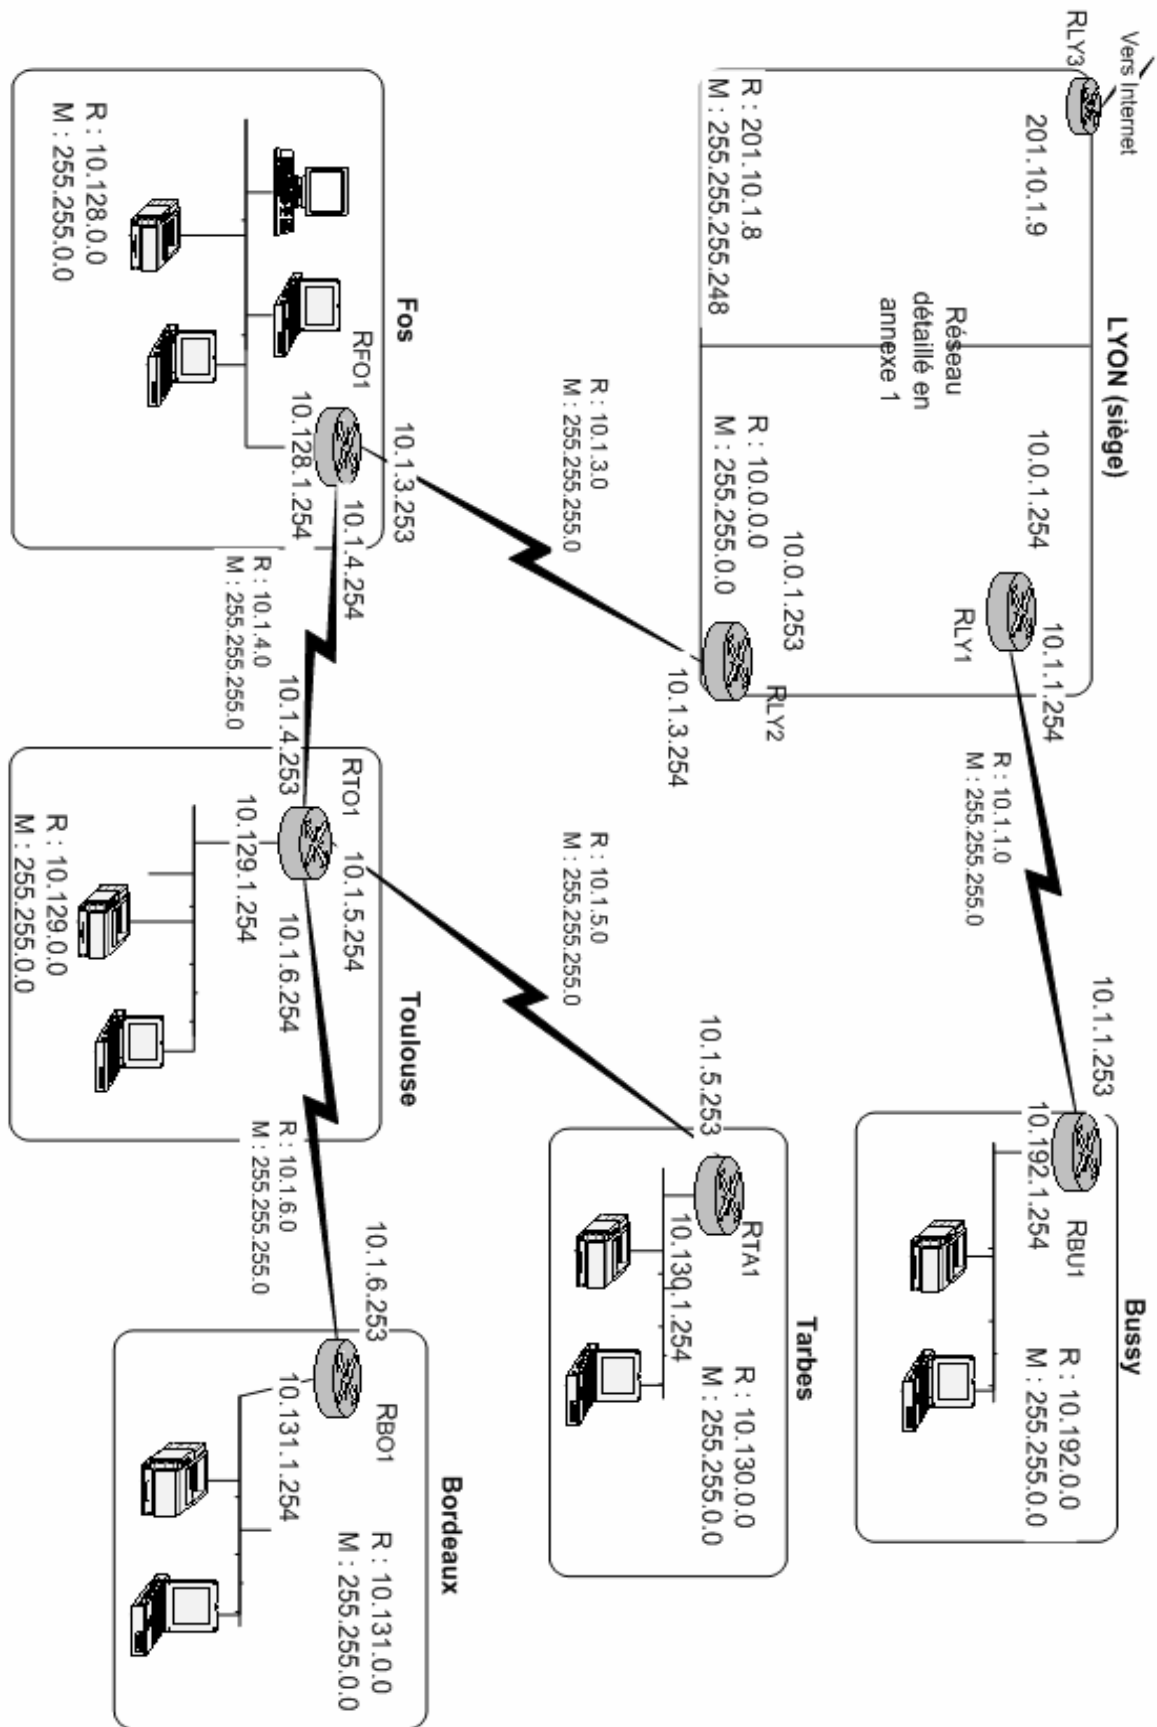 Vers Internet
RLY3
201.10.1.9
R : 201.10.1.8
M : 255.255.255.248
LYON (siège)
Réseau
détaillé en
annexe 1
10.0.1.254
RLY1
10.1.1.254
R : 10.0.0.0
M : 255.255.0.0
10.0.1.253
RLY2
10.1.3.254
R : 10.1.1.0
M : 255.255.255.0
10.1.1.253
Bussy
RBU1
10.192.1.254
R : 10.192.0.0
M : 255.255.0.0
R : 10.1.3.0
M : 255.255.255.0
R : 10.1.5.0
M : 255.255.255.0
10.1.5.253
Tarbes
RTA1
10.130.1.254
R : 10.130.0.0
M : 255.255.0.0
Fos
RFO1
10.1.3.253
10.1.4.254
10.128.1.254
R : 10.128.0.0
M : 255.255.0.0
R : 10.1.4.0
M : 255.255.255.0
Toulouse
10.1.4.253
RTO1
10.1.5.254
10.1.6.254
10.129.1.254
R : 10.129.0.0
M : 255.255.0.0
R : 10.1.6.0
M : 255.255.255.0
10.1.6.253
Bordeaux
RBO1
10.131.1.254
R : 10.131.0.0
M : 255.255.0.0